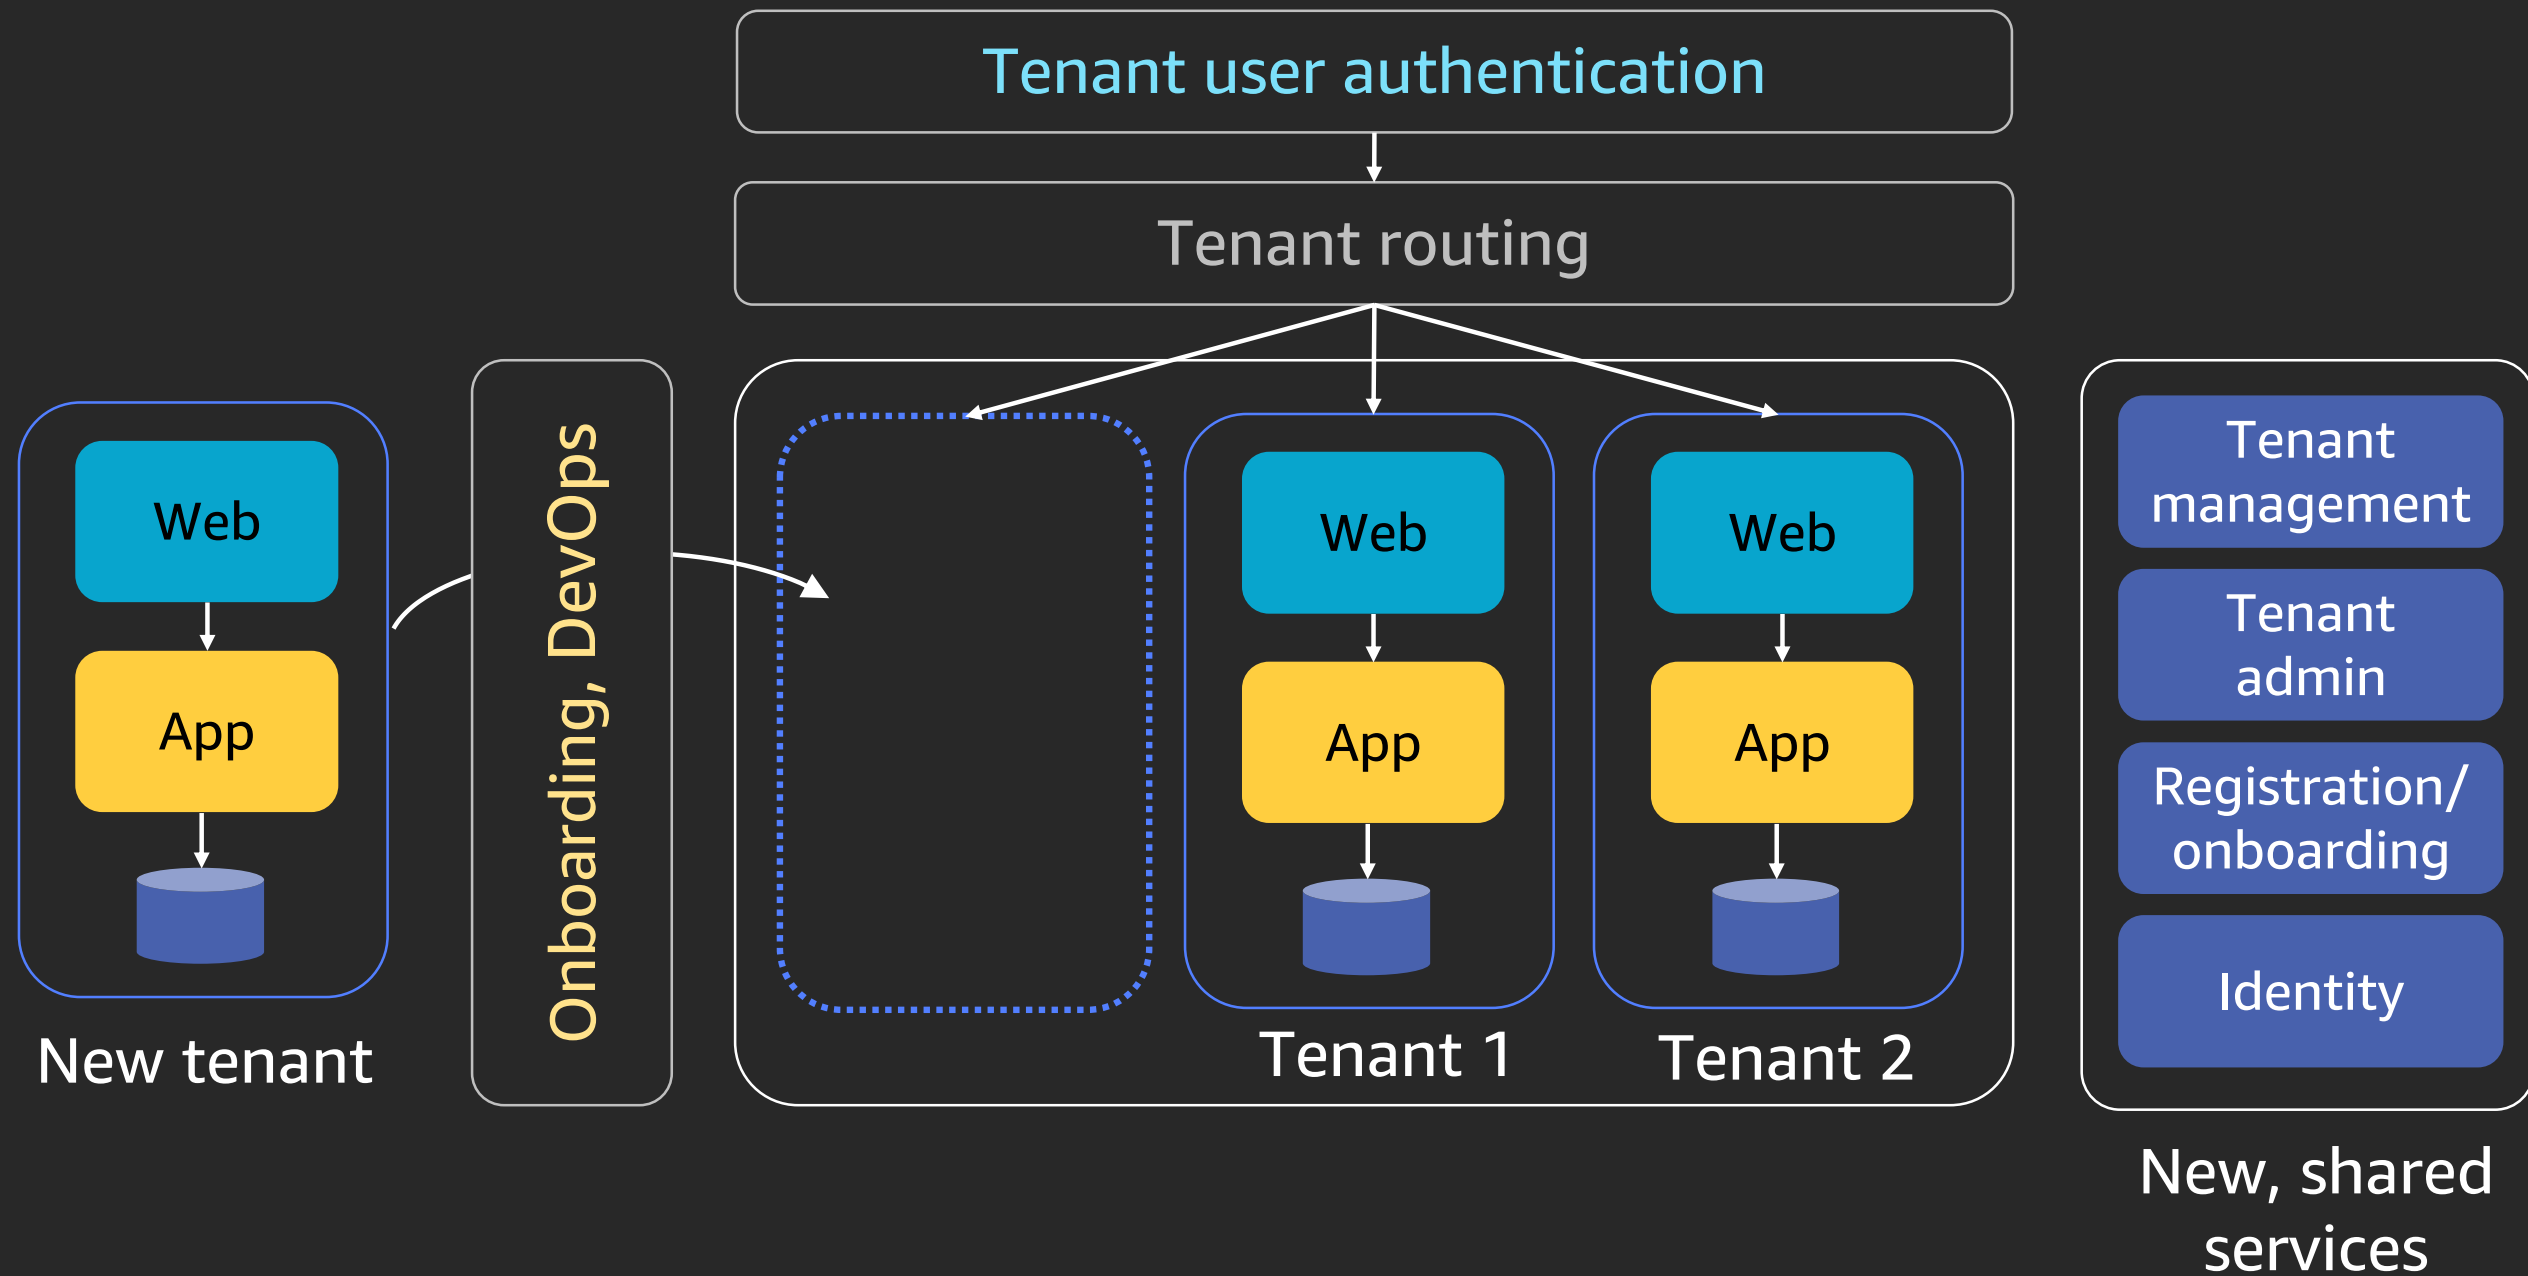 Tenant user authentication
Tenant routing
Web
App
New tenant
Onboarding, DevOps
Web
App
Tenant 1
Web
App
Tenant 2
Tenant
management
Tenant
admin
Registration/
onboarding
Identity
New, shared
services